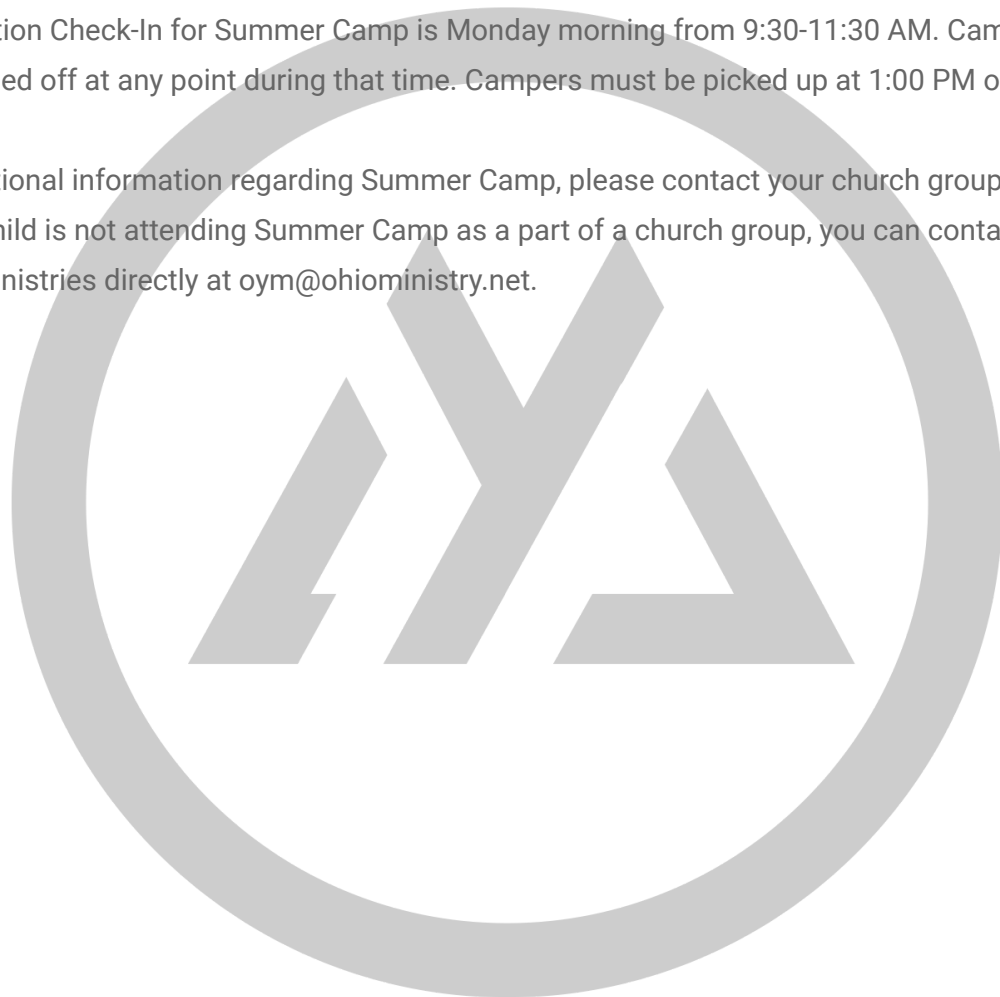 tion Check-In for Summer Camp is Monday morning from 9:30-11:30 AM. Cam
ed off at any point during that time. Campers must be picked up at 1:00 PM o
tional information regarding Summer Camp, please contact your church group
hild is not attending Summer Camp as a part of a church group, you can conta
nistries directly at oym@ohioministry.net.